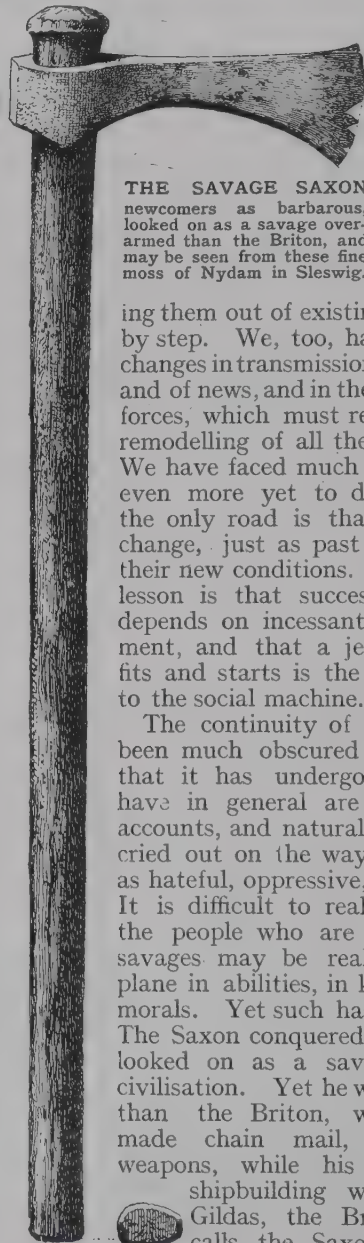 THE SAVAGE SAXON
newcomers as barbarous,
looked on as a savage over-
armed than the Briton, and
may be seen from these fine
moss of Nydam in Sleswig.
ing them out of existin
by step. We, too, ha
changes in transmission
and of news, and in the
forces, which must re
remodelling of all the
We have faced much
even more yet to d
the only road is tha
change, just as past
their new conditions.
lesson is that succes
depends on incessant
ment, and that a je
fits and starts is the
to the social machine.
The continuity of
been much obscured
that it has undergo
have in general are
accounts, and natural
cried out on the way
as hateful, oppressive,
It is difficult to real
the people who are
savages may be real
plane in abilities, in k
morals. Yet such ha
The Saxon conquered
looked on as a sav
civilisation. Yet he w
than the Briton, w
made chain mail,
weapons, while his
shipbuilding w
Gildas, the Br
calls the Saxo